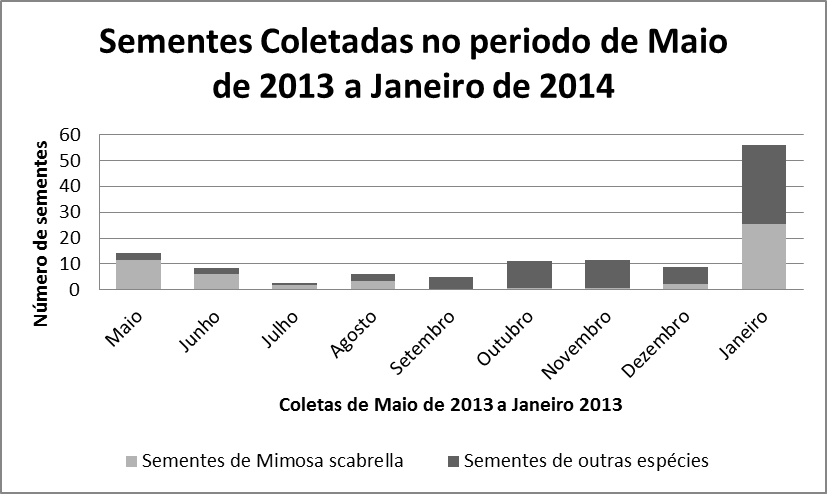 Sementes Coletadas no periodo de Maio
de 2013 a Janeiro de 2014
Número de sementes
60
50
40
30
20
10
0
Maio
Junho
Julho
Agosto
Setembro
Outubro
Novembro
Dezembro
Janeiro
Coletas de Maio de 2013 a Janeiro 2013
Sementes de Mimosa scabrella
Sementes de outras espécies